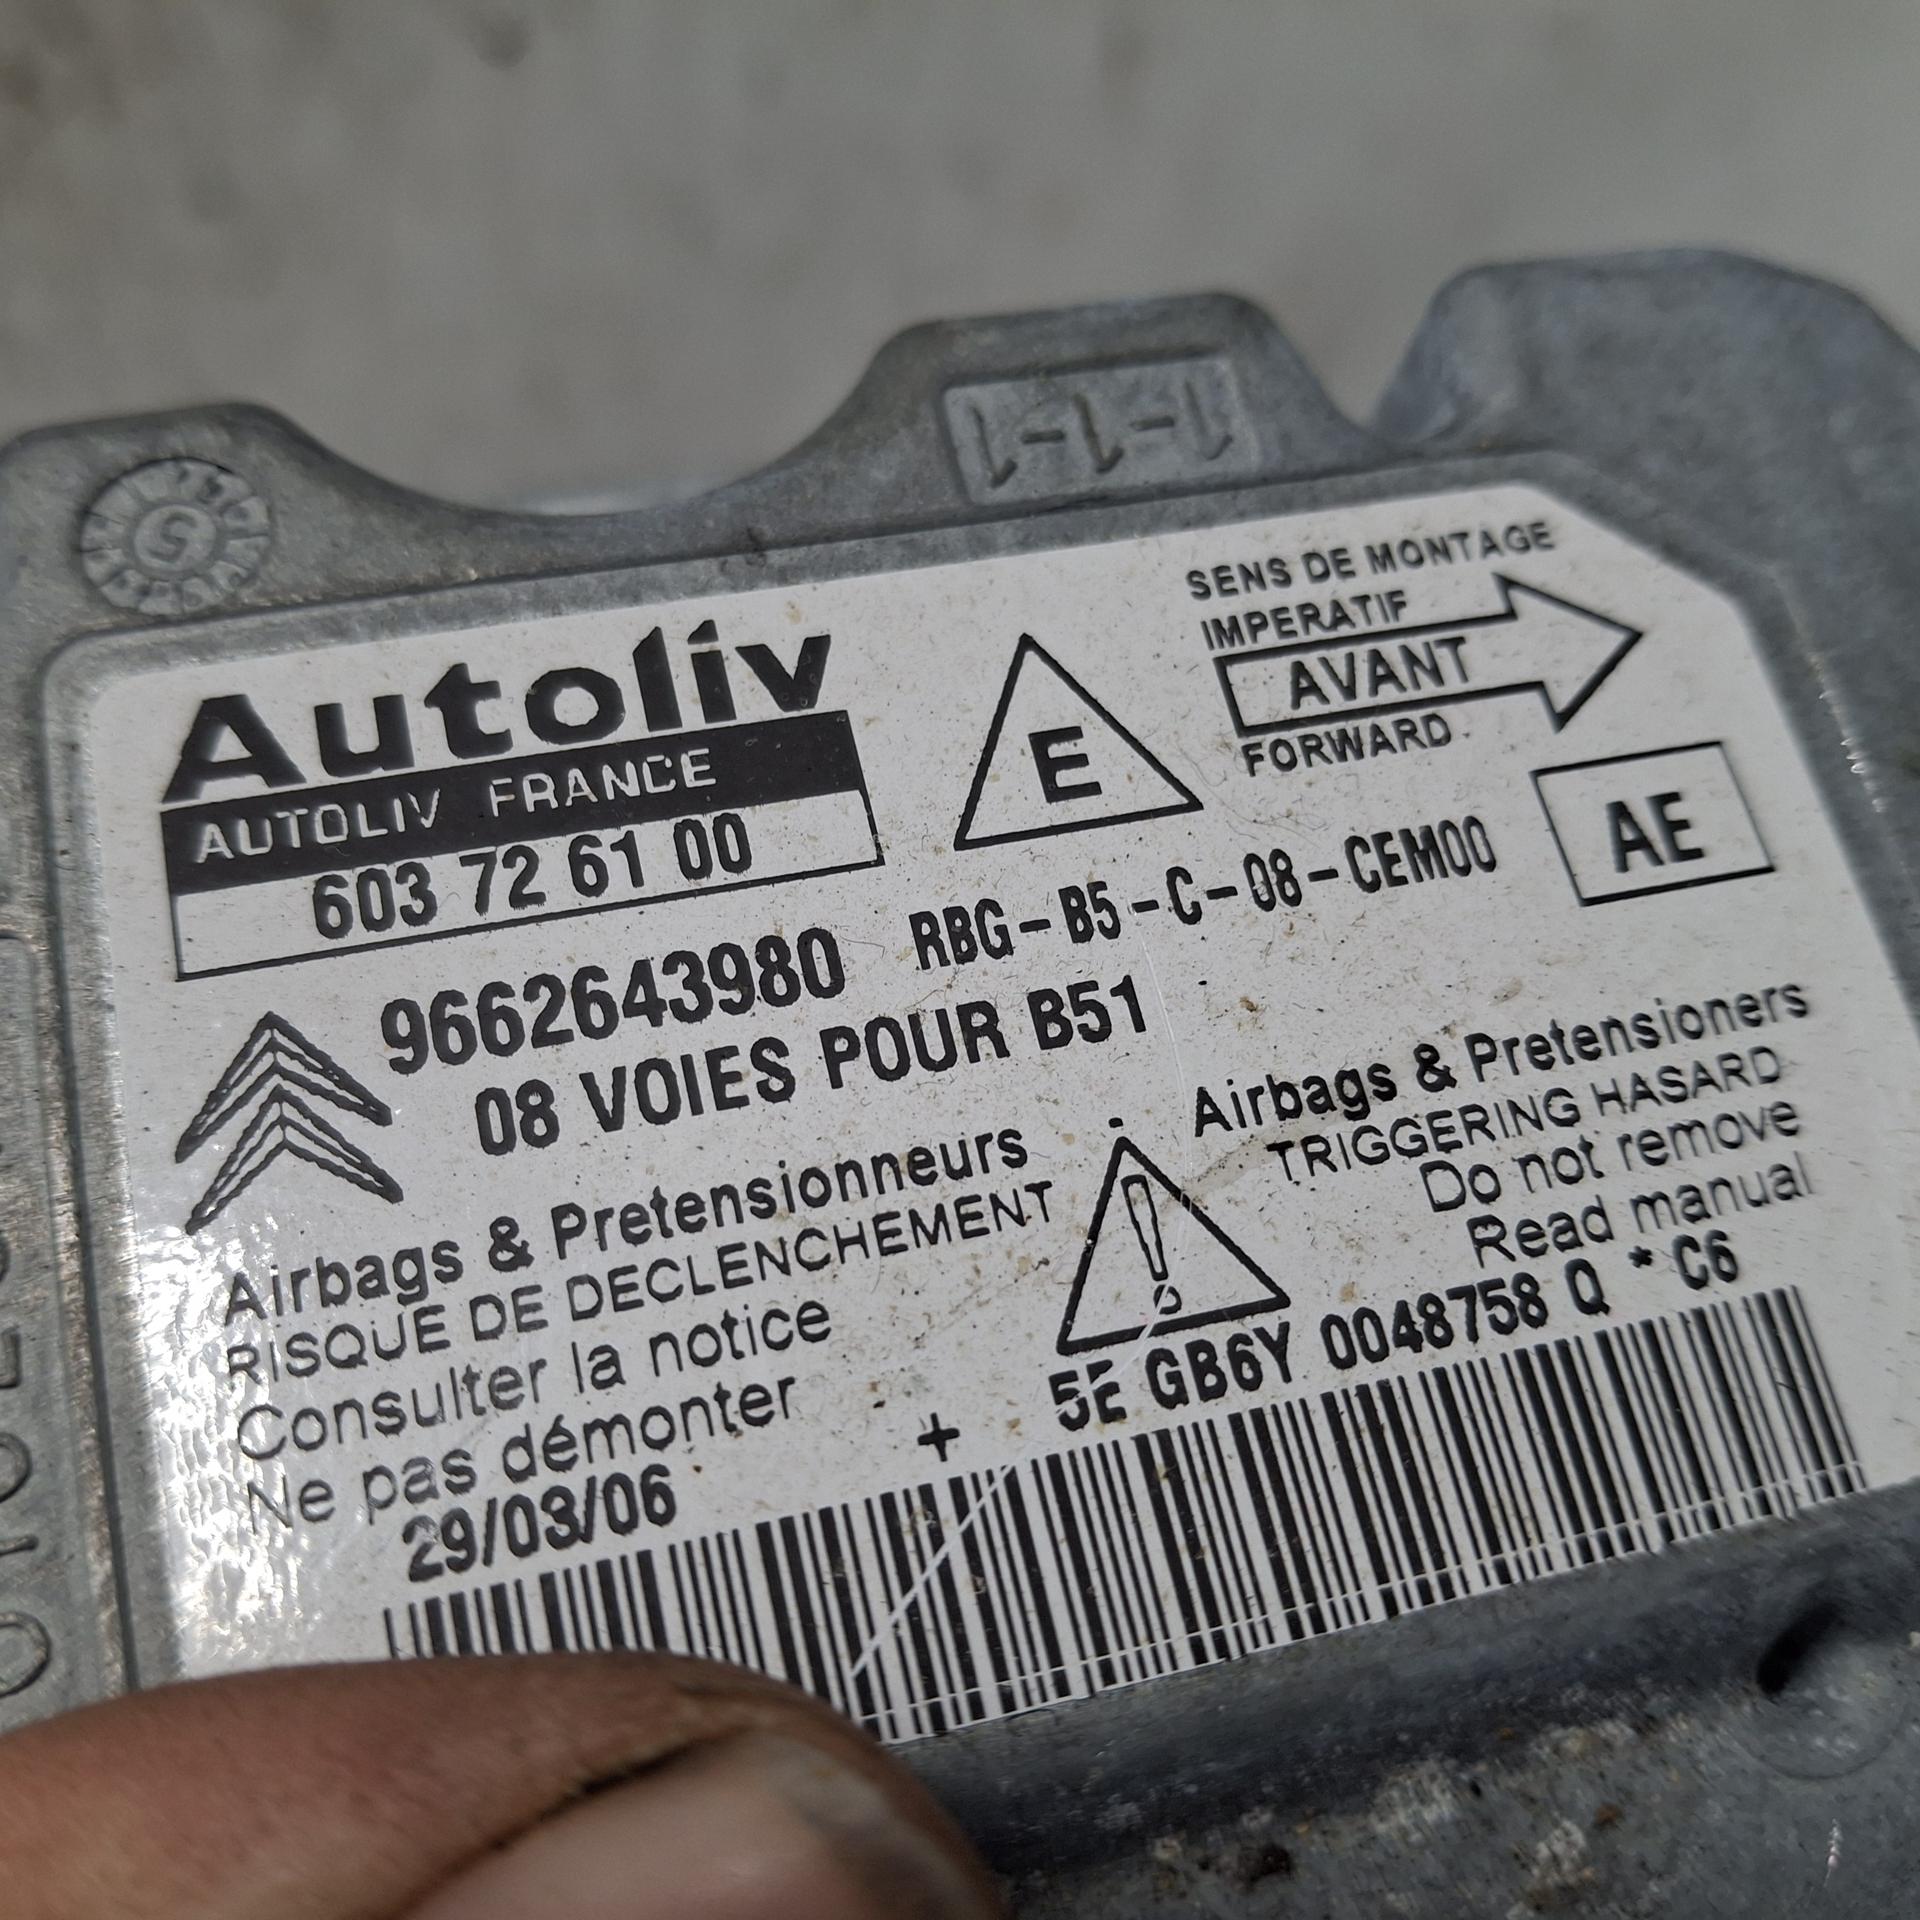 1-1-1
5
Autoliv
AUTOLIV FRANCE
603 72 61 00
E
SENS DE MONTAGE
IMPERATIF
AVANT
FORWARD
AE
9662643980 RBG-B5-C-08-CEM00
08 VOIES POUR B51
Airbags & Pretensionneurs
RISQUE DE DECLENCHEMENT
Consulter la notice
Ne pas démonter
Airbags & Pretensioners
TRIGGERING HASARD
Do not remove
Read manual
29/03/06 + 5E GB6Y 0048758 Q * C6